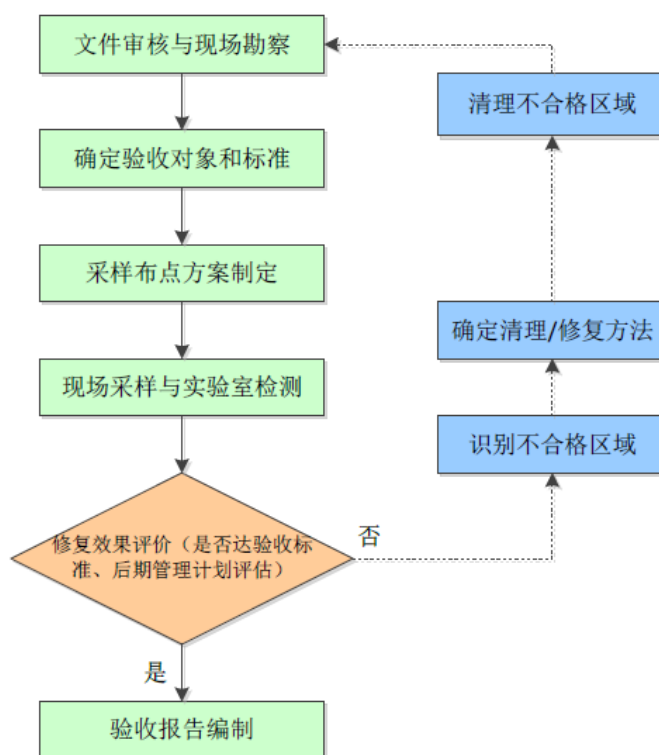 文件审核与现场勘察
清理不合格区域
确定验收对象和标准
采样布点方案制定
确定清理/修复方法
现场采样与实验室检测
识别不合格区域
修复效果评价（是否达验收标
准、后期管理计划评估）
否
是
验收报告编制